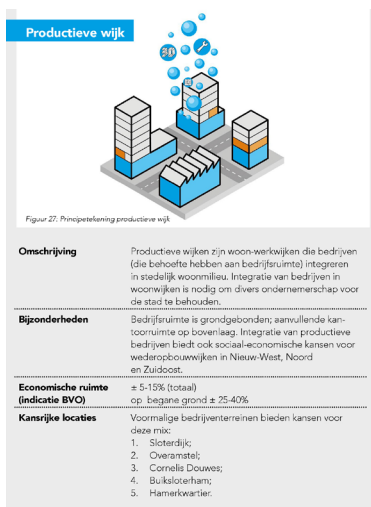 Productieve wijk
3D
Figuur 27: Principetekening productieve wijk
Omschrijving
Productieve wijken zijn woon-werkwijken die bedrijven
(die behoefte hebben aan bedrijfsruimte) integreren
in stedelijk woonmilieu. Integratie van bedrijven in
woonwijken is nodig om divers ondernemerschap voor
de stad te behouden.
Bijzonderheden
Bedrijfsruimte is grondgebonden; aanvullende kan-
toorruimte op bovenlaag. Integratie van productieve
bedrijven biedt ook sociaal-economische kansen voor
wederopbouwwijken in Nieuw-West, Noord
en Zuidoost.
Economische ruimte
(indicatie BVO)
± 5-15% (totaal)
op begane grond ± 25-40%
Kansrijke locaties
Voormalige bedrijventerreinen bieden kansen voor
deze mix:
1. Sloterdijk;
2. Overamstel;
3. Cornelis Douwes;
4. Buiksloterham;
5. Hamerkwartier.